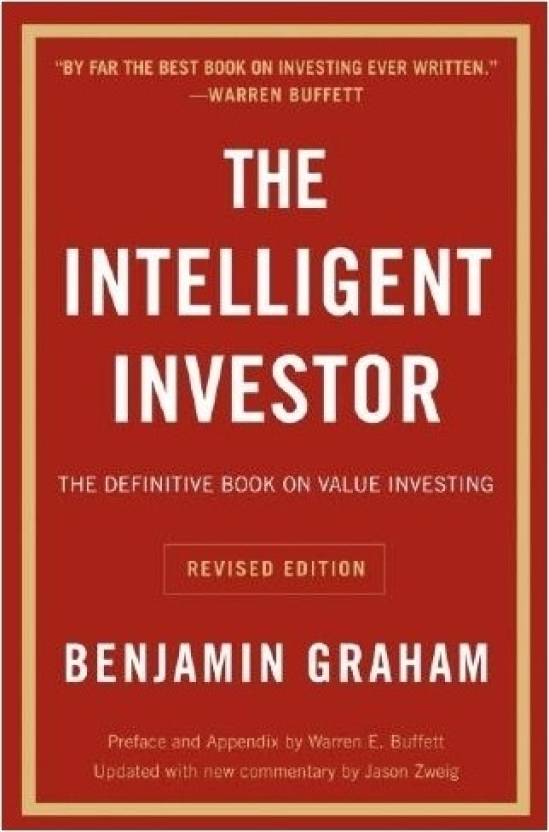 “BY FAR THE BEST BOOK ON INVESTING EVER WRITTEN.”
—WARREN BUFFETT
THE
INTELLIGENT
INVESTOR
THE DEFINITIVE BOOK ON VALUE INVESTING
REVISED EDITION
BENJAMIN GRAHAM
Preface and Appendix by Warren E. Buffett
Updated with new commentary by Jason Zweig